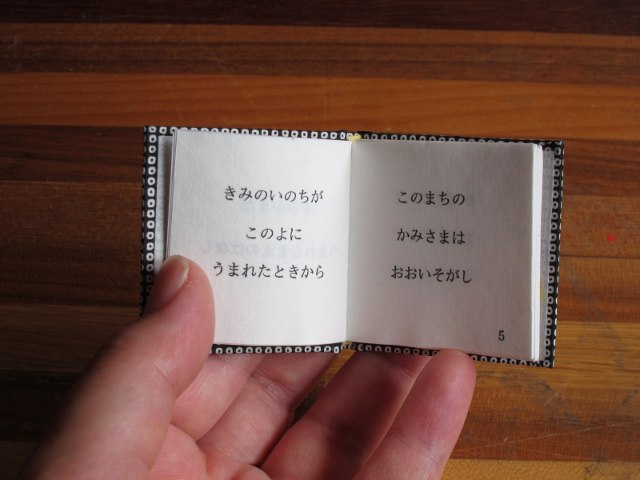 きみのいのちが
このよに
うまれたときから
このまちの
かみさまは
おおいそがし
5